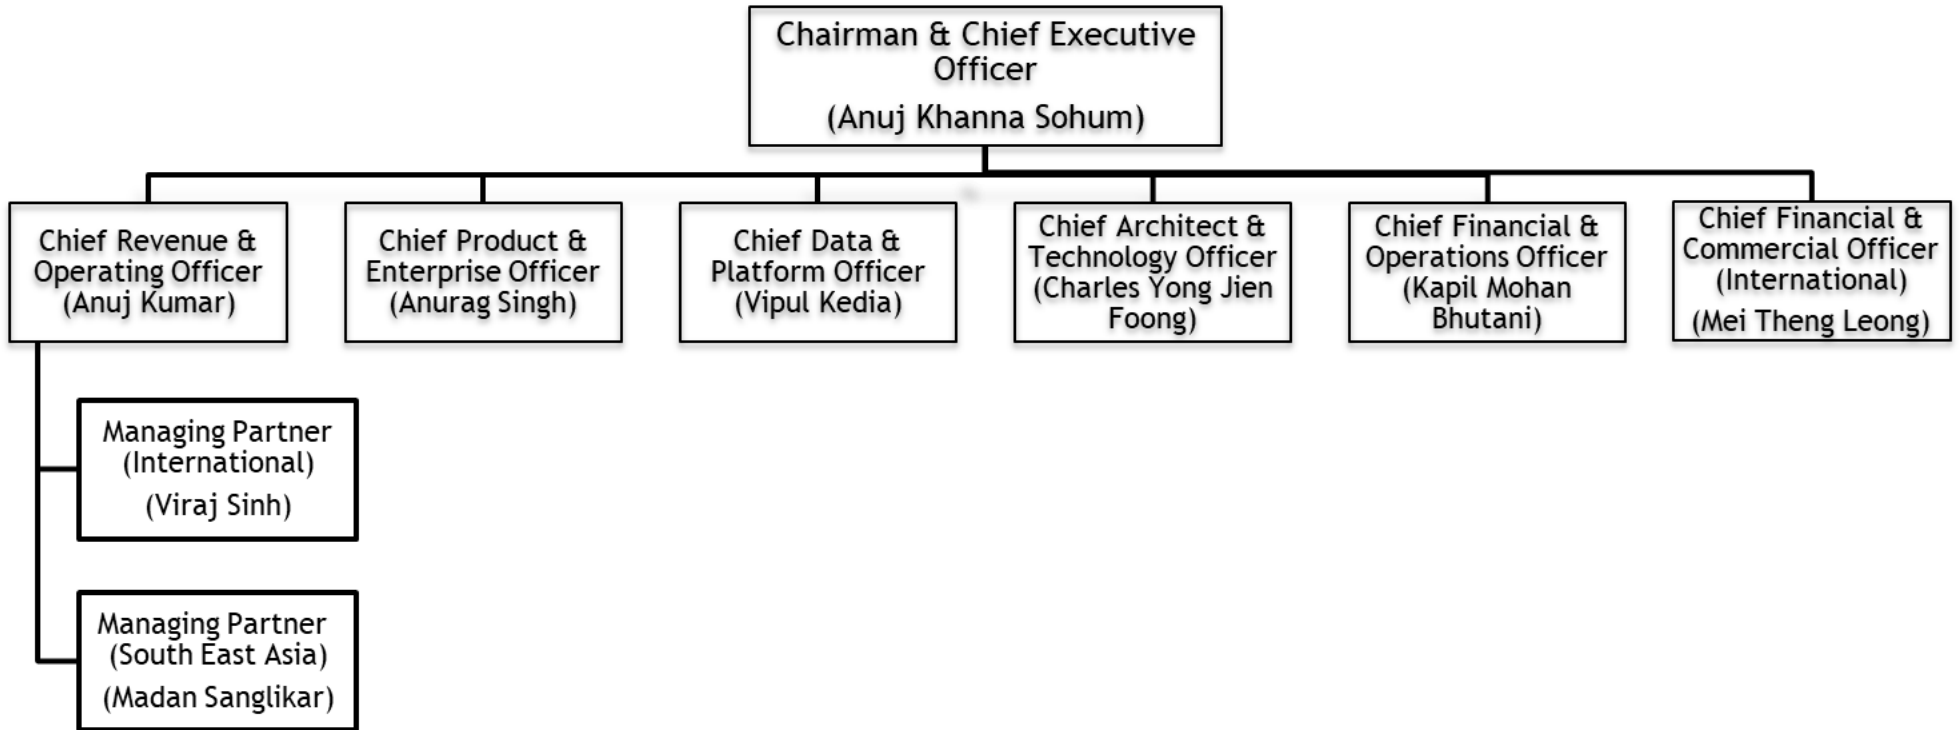 Chairman & Chief Executive
Officer
(Anuj Khanna Sohum)
Chief Revenue &
Operating Officer
(Anuj Kumar)
Chief Product &
Enterprise Officer
(Anurag Singh)
Chief Data &
Platform Officer
(Vipul Kedia)
Chief Architect &
Technology Officer
(Charles Yong Jien
Foong)
Chief Financial &
Operations Officer
(Kapil Mohan
Bhutani)
Chief Financial &
Commercial Officer
(International)
(Mei Theng Leong)
Managing Partner
(International)
(Viraj Sinh)
Managing Partner
(South East Asia)
(Madan Sanglikar)